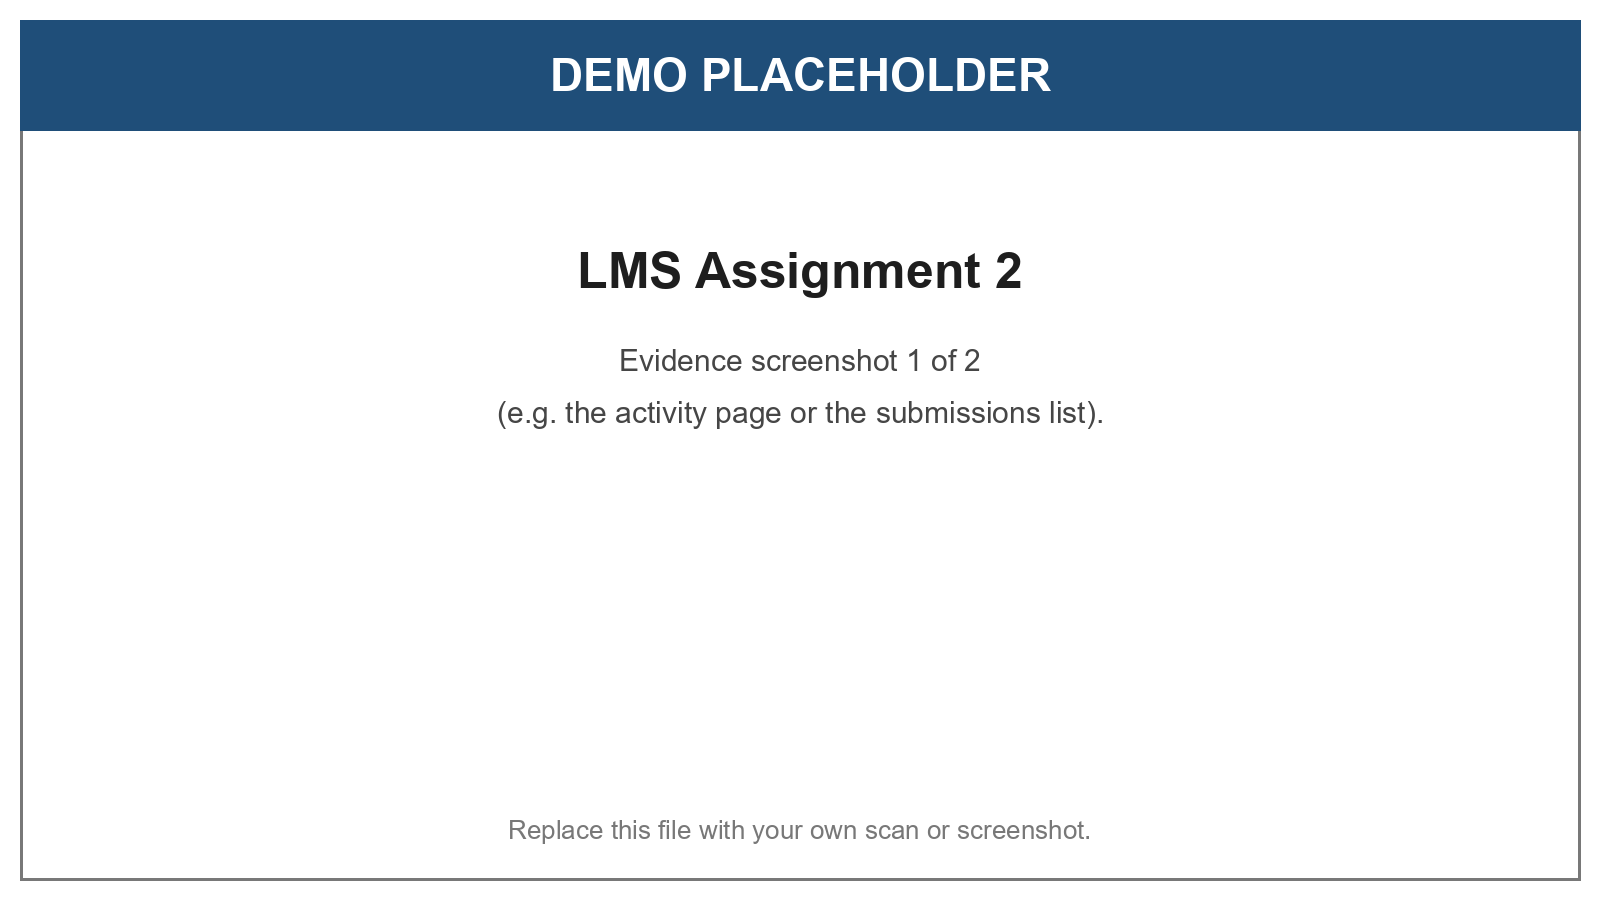 DEMO PLACEHOLDER
LMS Assignment 2
Evidence screenshot 1 of 2
(e.g. the activity page or the submissions list).
Replace this file with your own scan or screenshot.